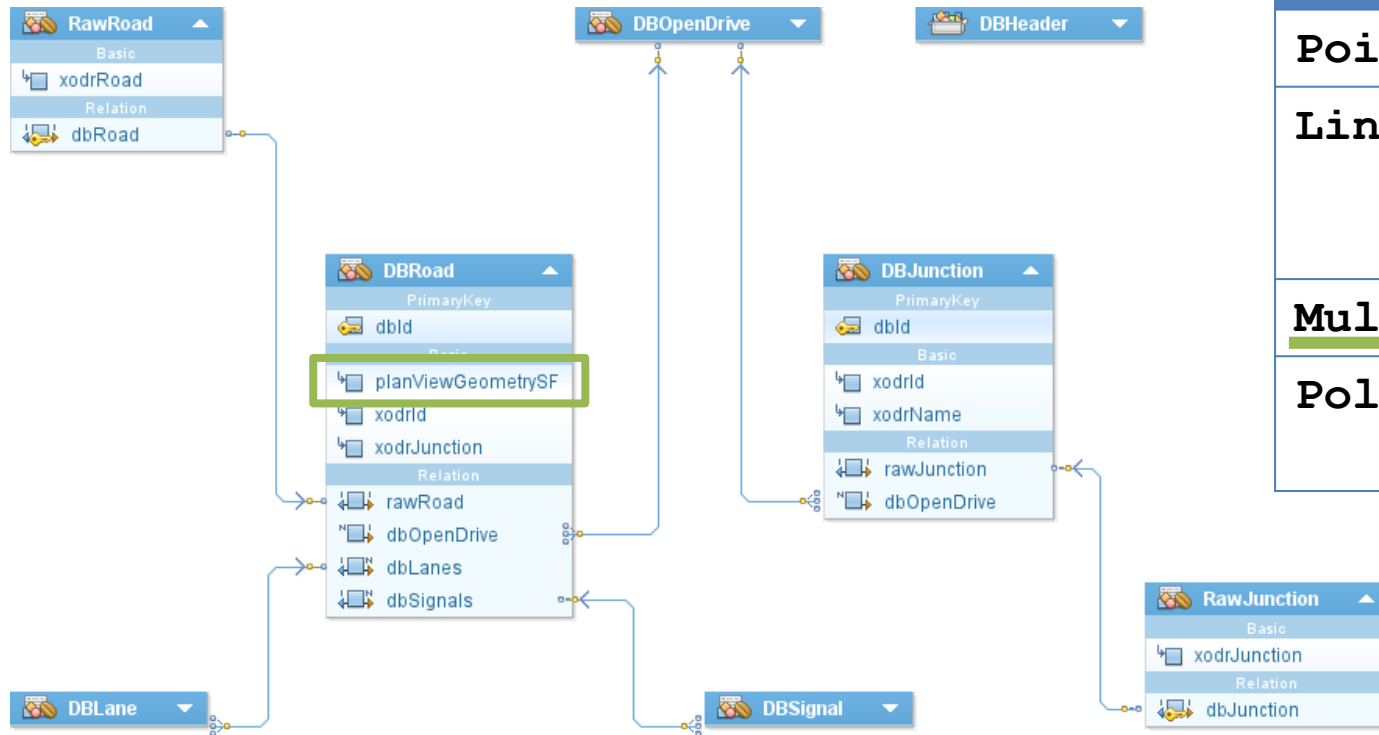 RawRoad
Basic
xodrRoad
Relation
dbRoad
DBOpenDrive
DBHeader
DBRoad
PrimaryKey
dbId
Basic
planViewGeometrySF
xodrId
xodrJunction
Relation
rawRoad
dbOpenDrive
dbLanes
dbSignals
DBJunction
PrimaryKey
dbId
Basic
xodrId
xodrName
Relation
rawJunction
dbOpenDrive
RawJunction
Basic
xodrJunction
Relation
dbJunction
DBLane
DBSignal
Poi
Lin
Mul
Pol